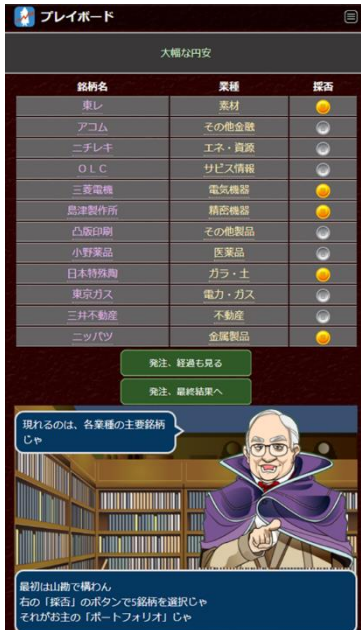 プレイボード
大幅な円安
銘柄名 業種 採否
東レ 素材
アコム その他金融
ニチレキ エネ・資源
OLC サビス情報
三菱電機 電気機器
島津製作所 精密機器
凸版印刷 その他製品
小野薬品 医薬品
日本特殊陶 ガラ・土
東京ガス 電力・ガス
三井不動産 不動産
ニッパツ 金属製品
発注、経過も見る
発注、最終結果へ
現れるのは、各業種の主要銘柄
じゃ
最初は山勘で構わん
右の「採否」のボタンで5銘柄を選択じゃ
それがお主の「ポートフォリオ」じゃ